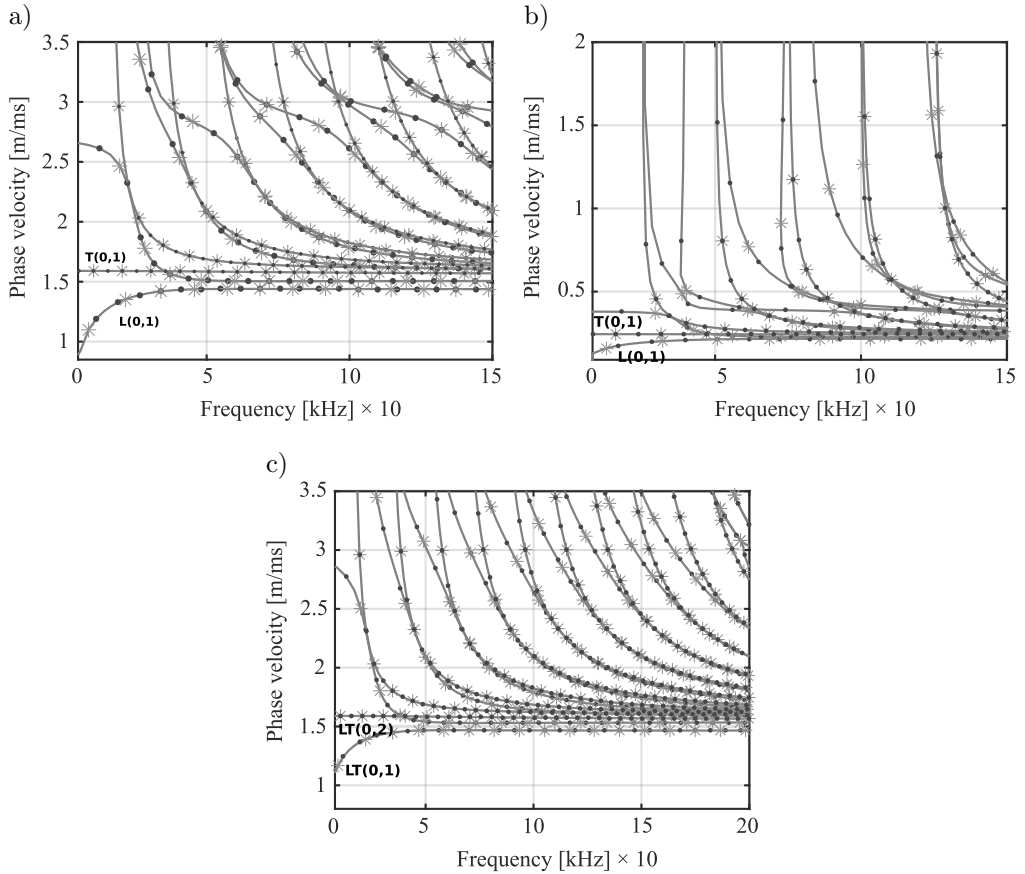 a)
3.5
3
2.5
2
1.5
1
Phase velocity [m/ms]
T(0,1)
L(0,1)
0
5
10
15
Frequency [kHz] × 10
b)
2
1.5
1
0.5
Phase velocity [m/ms]
T(0,1)
L(0,1)
0
5
10
15
Frequency [kHz] × 10
c)
3.5
3
2.5
2
1.5
1
Phase velocity [m/ms]
LT(0,2)
LT(0,1)
0
5
10
15
20
Frequency [kHz] × 10